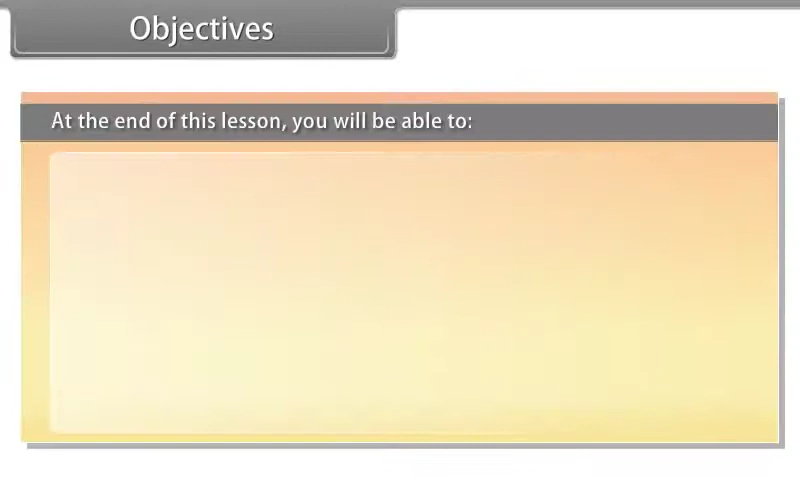 Objectives
At the end of this lesson, you will be able to: